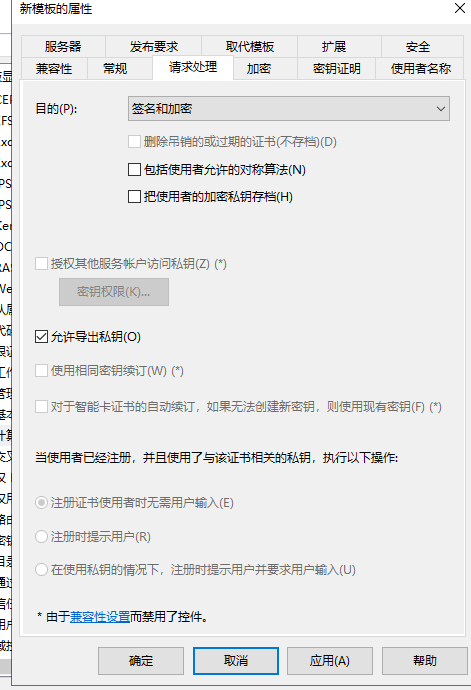 新模板的属性
服务器 发布要求 取代模板 扩展 安全
兼容性 常规 请求处理 加密 密钥证明 使用者名称
目的(P): 签名和加密
删除吊销的或过期的证书(不存档)(D)
包括使用者允许的对称算法(N)
把使用者的加密私钥存档(H)
授权其他服务帐户访问私钥(Z) (*)
密钥权限(K)...
允许导出私钥(O)
使用相同密钥续订(W) (*)
对于智能卡证书的自动续订，如果无法创建新密钥，则使用现有密钥(F) (*)
当使用者已经注册，并且使用了与该证书相关的私钥，执行以下操作:
注册证书使用者时无需用户输入(E)
注册时提示用户(R)
在使用私钥的情况下，注册时提示用户并要求用户输入(U)
* 由于兼容性设置而禁用了控件。
确定 取消 应用(A) 帮助